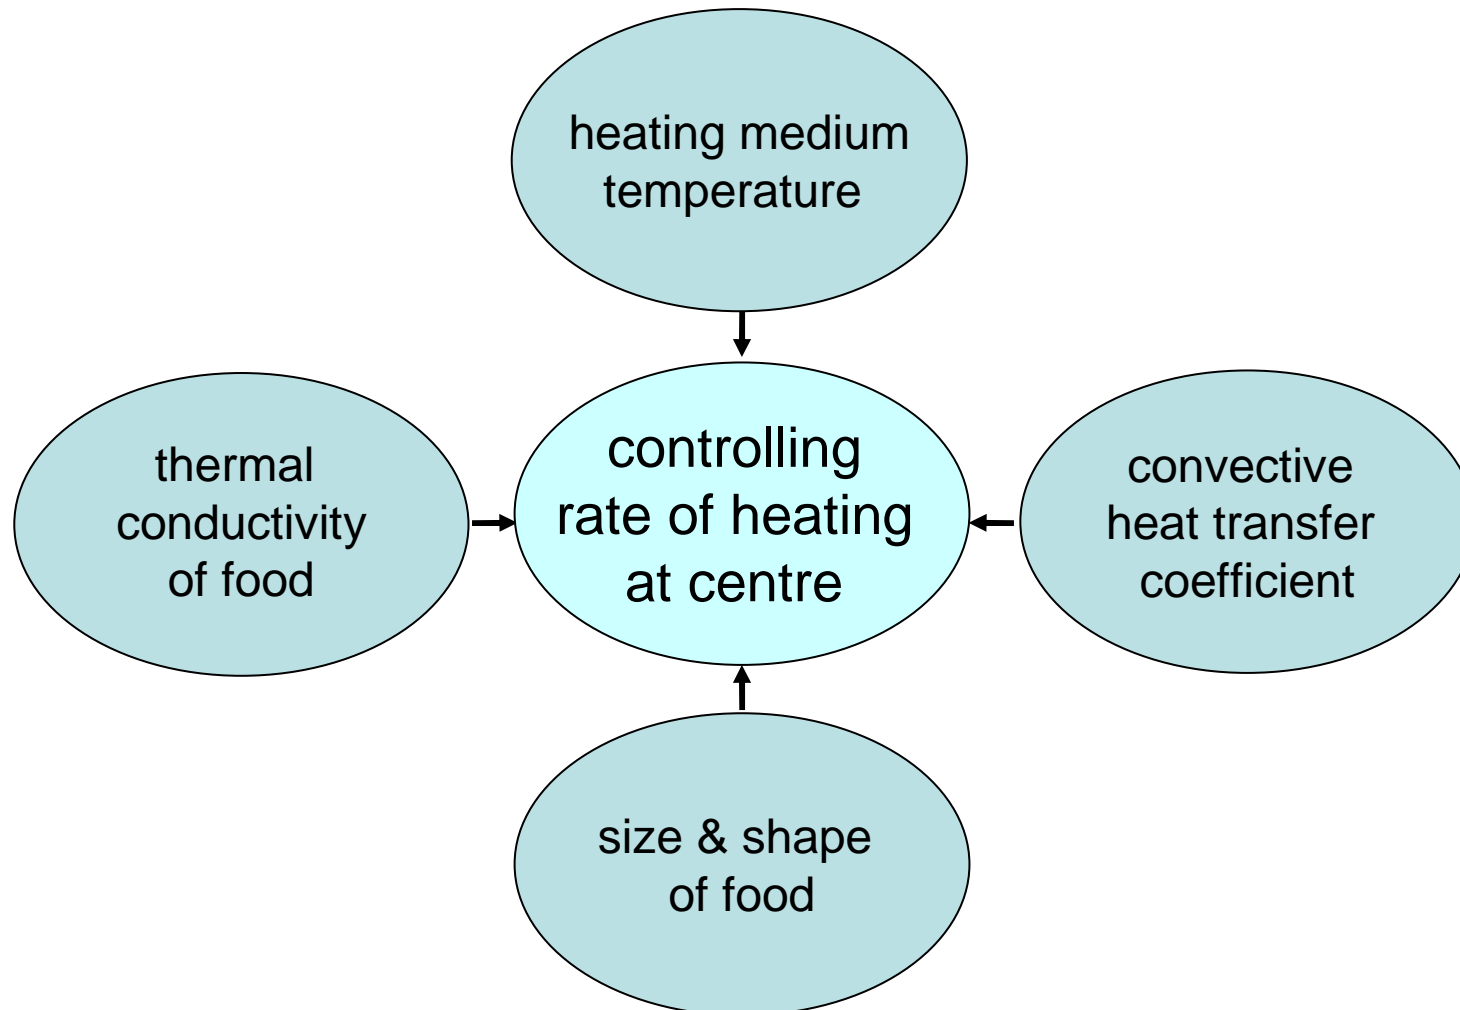 heating medium
temperature
thermal
conductivity
of food
controlling
rate of heating
at centre
convective
heat transfer
coefficient
size & shape
of food